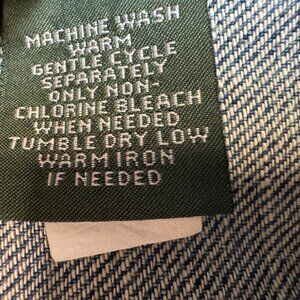 MACHINE WASH
WARM
GENTLE CYCLE
SEPARATELY
ONLY NON-
CHLORINE BLEACH
WHEN NEEDED
TUMBLE DRY LOW
WARM IRON
IF NEEDED